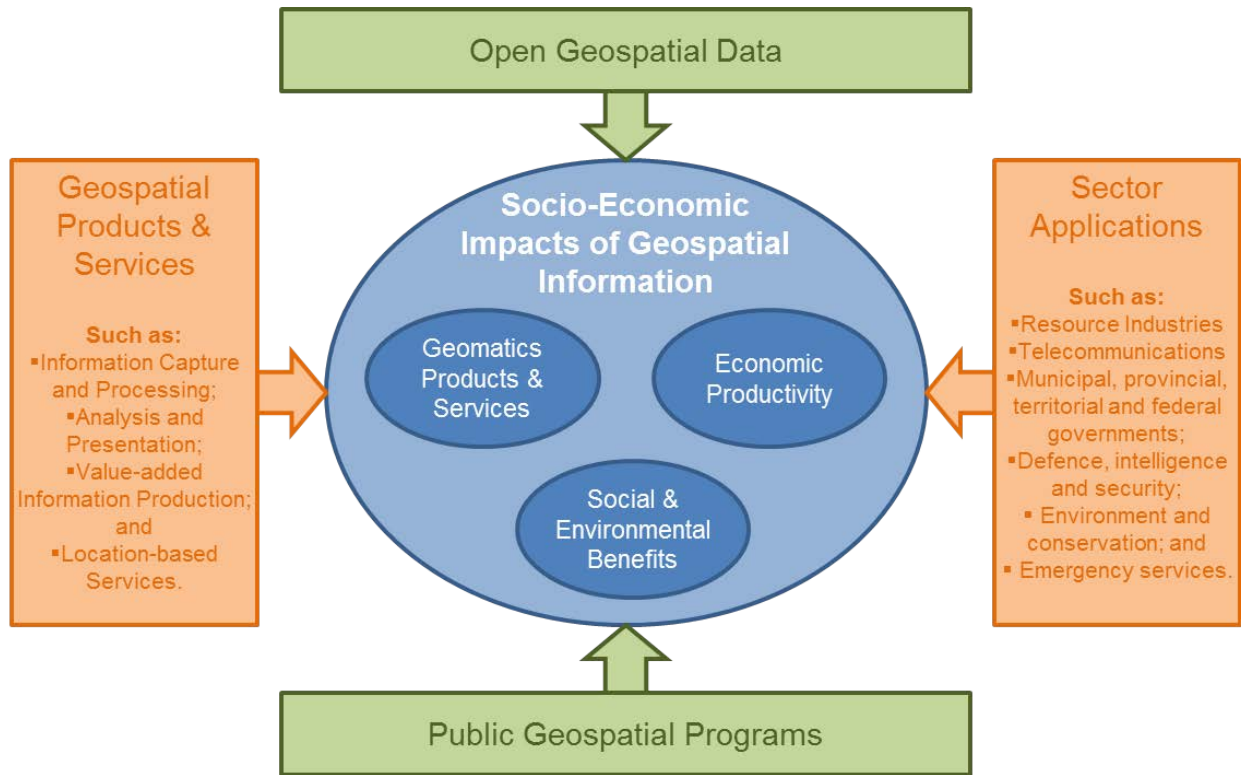 Open Geospatial Data
Geospatial
Products &
Services
Such as:
▪Information Capture
and Processing;
▪Analysis and
Presentation;
▪Value-added
Information Production;
and
▪Location-based
Services.
Socio-Economic
Impacts of Geospatial
Information
Geomatics
Products &
Services
Economic
Productivity
Social &
Environmental
Benefits
Sector
Applications
Such as:
▪Resource Industries
▪Telecommunications
▪Municipal, provincial,
territorial and federal
governments;
▪Defence, intelligence
and security;
▪ Environment and
conservation; and
▪ Emergency services.
Public Geospatial Programs